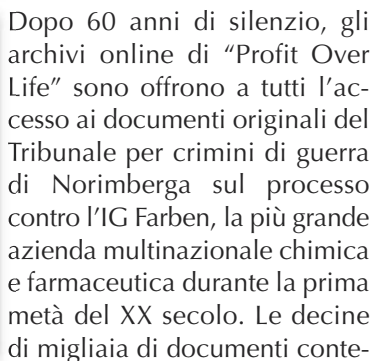 Dopo 60 anni di silenzio, gli
archivi online di “Profit Over
Life” sono offrono a tutti l’ac-
cesso ai documenti originali del
Tribunale per crimini di guerra
di Norimberga sul processo
contro l’IG Farben, la più grande
azienda multinazionale chimica
e farmaceutica durante la prima
metà del XX secolo. Le decine
di migliaia di documenti conte-